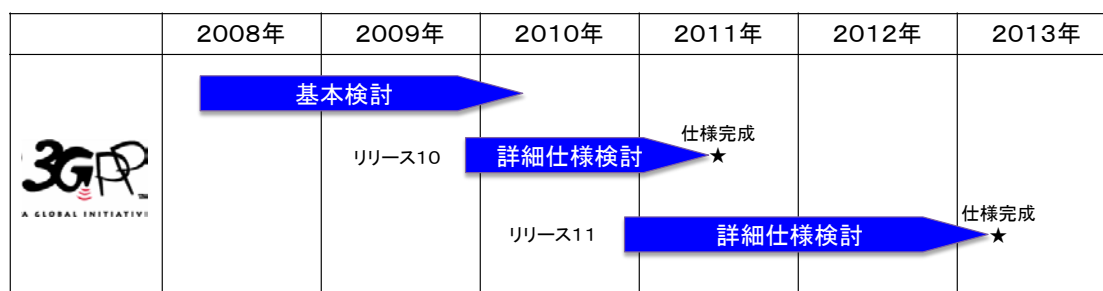 2008年 2009年 2010年 2011年 2012年 2013年
基本検討
仕様完成
リリース10 詳細仕様検討 ★
3GPP
TM
A GLOBAL INITIATIVE
仕様完成
リリース11 詳細仕様検討 ★